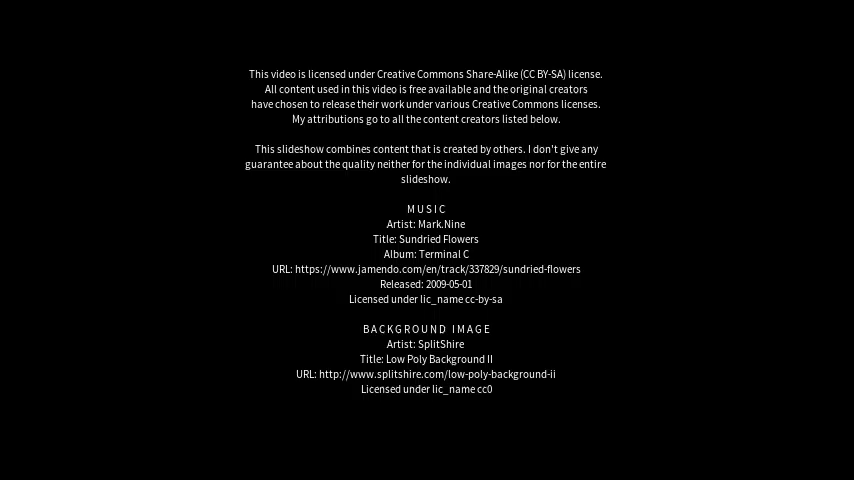 This video is licensed under Creative Commons Share-Alike (CC BY-SA) license.
All content used in this video is free available and the original creators
have chosen to release their work under various Creative Commons licenses.
My attributions go to all the content creators listed below.
This slideshow combines content that is created by others. I don't give any
guarantee about the quality neither for the individual images nor for the entire
slideshow.
MUSIC
Artist: Mark.Nine
Title: Sundried Flowers
Album: Terminal C
URL: https://www.jamendo.com/en/track/337829/sundried-flowers
Released: 2009-05-01
Licensed under lic_name cc-by-sa
BACKGROUND IMAGE
Artist: SplitShire
Title: Low Poly Background II
URL: http://www.splitshire.com/low-poly-background-ii
Licensed under lic_name cc0